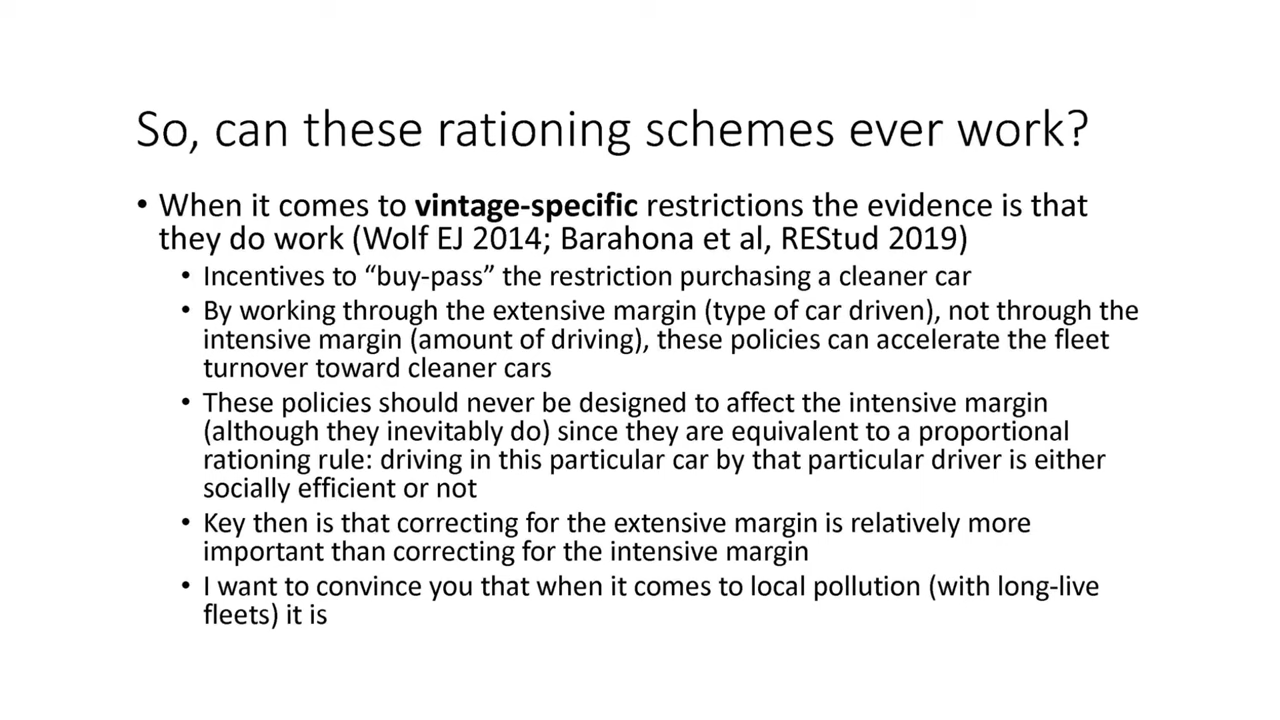 So, can these rationing schemes ever work?
• When it comes to vintage-specific restrictions the evidence is that
they do work (Wolf EJ 2014; Barahona et al, REStud 2019)
• Incentives to “buy-pass” the restriction purchasing a cleaner car
• By working through the extensive margin (type of car driven), not through the
intensive margin (amount of driving), these policies can accelerate the fleet
turnover toward cleaner cars
• These policies should never be designed to affect the intensive margin
(although they inevitably do) since they are equivalent to a proportional
rationing rule: driving in this particular car by that particular driver is either
socially efficient or not
• Key then is that correcting for the extensive margin is relatively more
important than correcting for the intensive margin
• I want to convince you that when it comes to local pollution (with long-live
fleets) it is